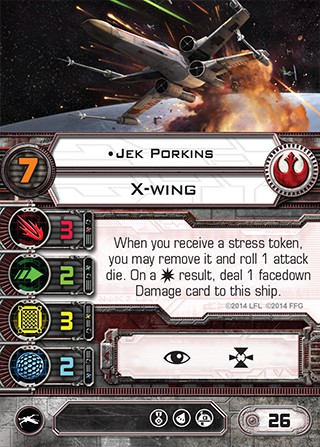 •Jek Porkins
7
X-wing
3
2
3
2
When you receive a stress token,
you may remove it and roll 1 attack
die. On a result, deal 1 facedown
Damage card to this ship.
©2014 LFL ©2014 FFG
26